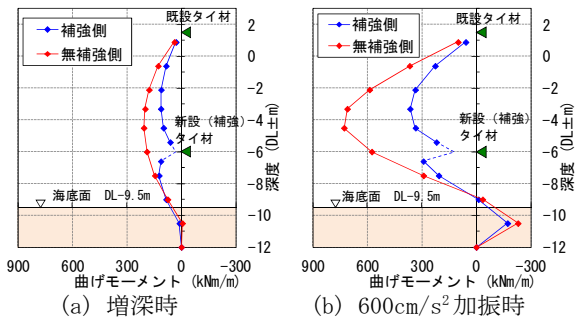 補強側
無補強側
既設タイ材
新設(補強)
タイ材
海底面 DL-9.5m
2
0
−2
−4
−6
−8
−10
−12
深度 (DL±m)
900 600 300 0 −300
曲げモーメント (kNm/m)
(a) 増深時
補強側
無補強側
既設タイ材
新設(補強)
タイ材
海底面 DL-9.5m
2
0
−2
−4
−6
−8
−10
−12
深度 (DL±m)
900 600 300 0 −300
曲げモーメント (kNm/m)
(b) 600cm/s²加振時